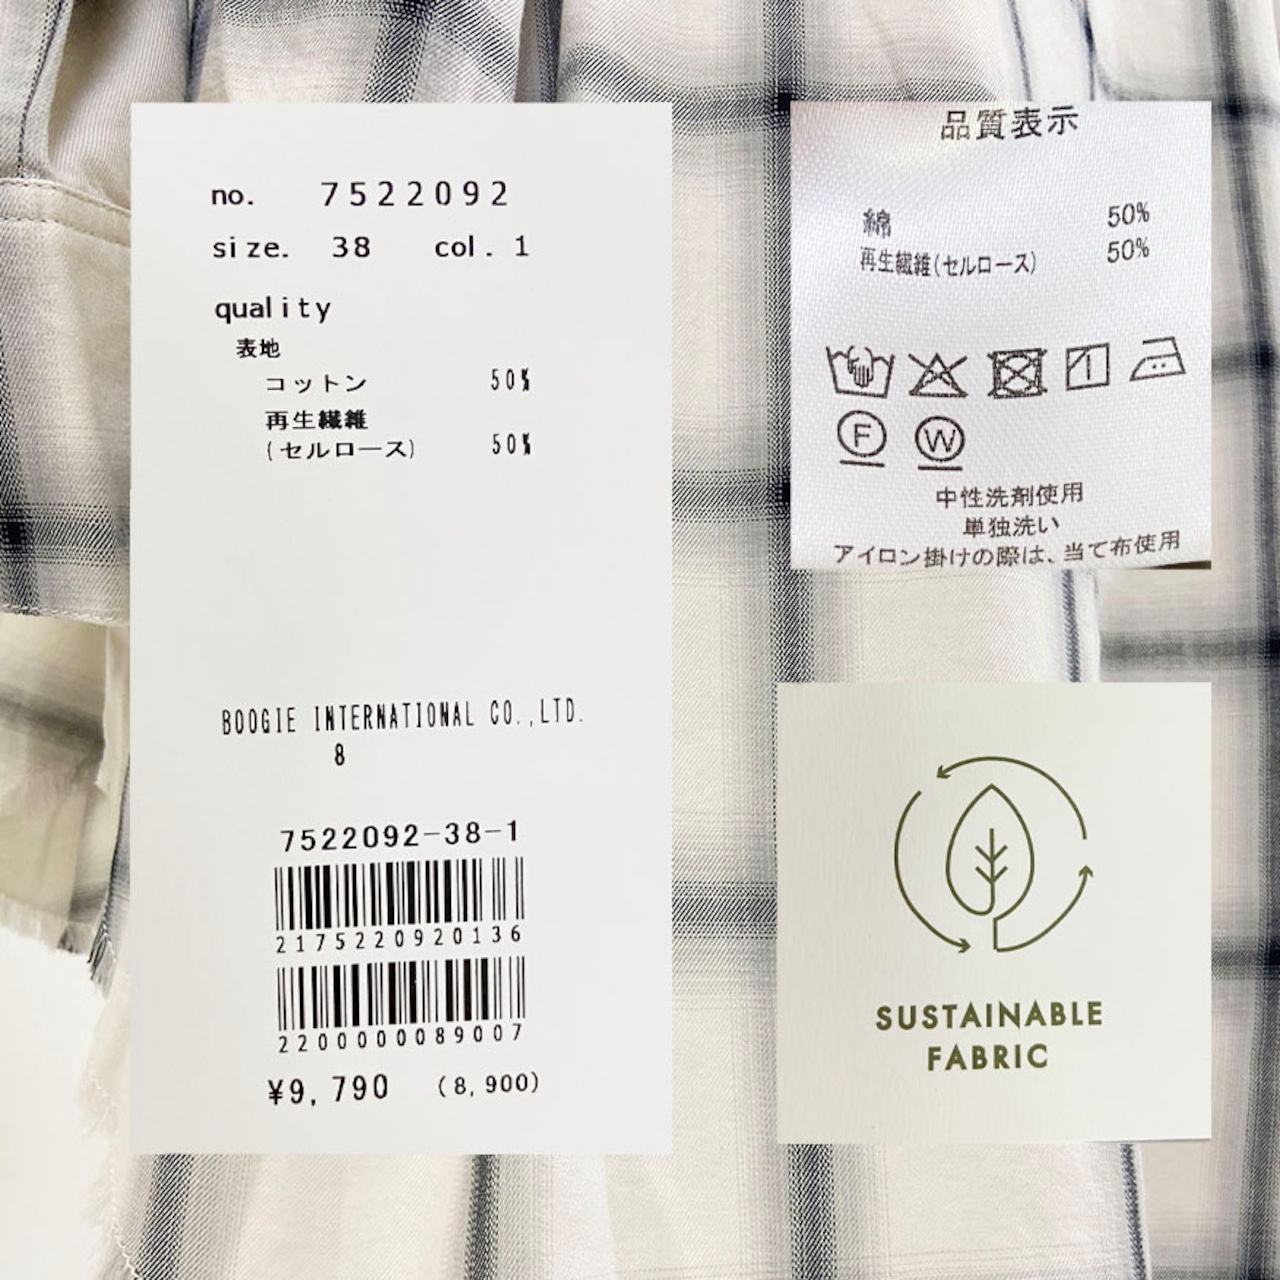 no. 7522092
size. 38 col. 1
quality
表地
コットン 50%
再生繊維
(セルロース) 50%
BOOGIE INTERNATIONAL CO.,LTD.
8
7522092-38-1
2175220920136
2200000089007
¥9,790 (8,900)
品質表示
綿 50%
再生繊維(セルロース) 50%
F W
中性洗剤使用
単独洗い
アイロン掛けの際は、当て布使用
SUSTAINABLE
FABRIC